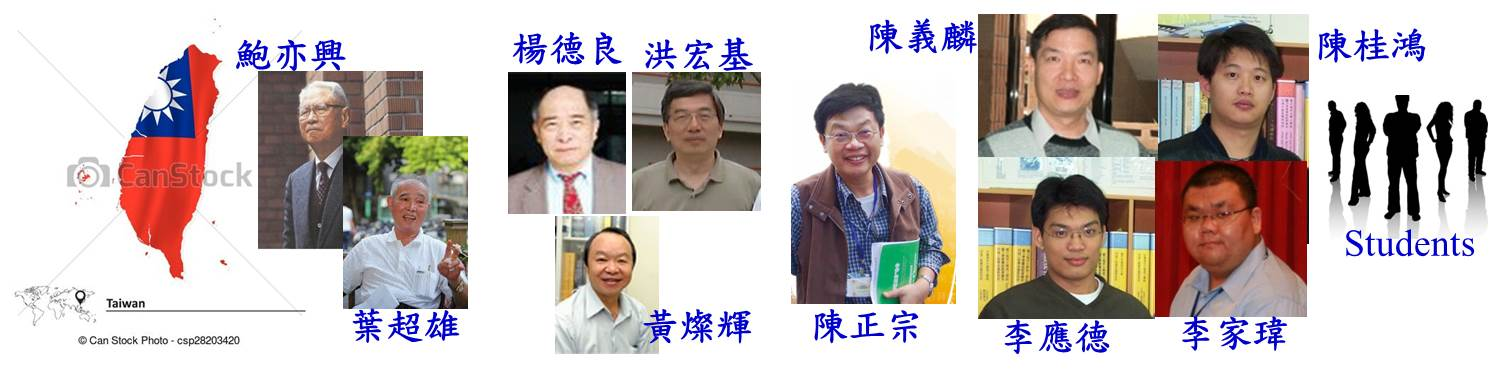 鮑亦興
葉超雄
CanStock
Taiwan
© Can Stock Photo - csp28203420
楊德良
洪宏基
黃燦輝
陳義麟
陳正宗
李應德
李家瑋
陳桂鴻
Students